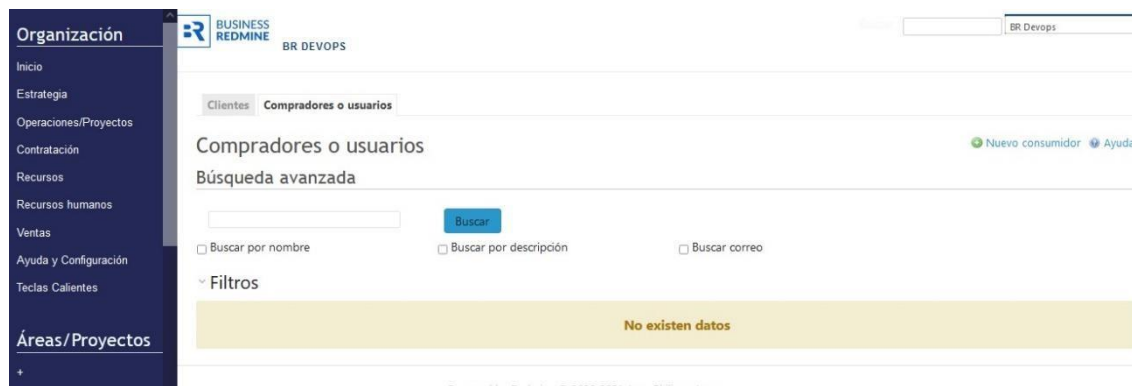 Organización
Inicio
Estrategia
Operaciones/Proyectos
Contratación
Recursos
Recursos humanos
Ventas
Ayuda y Configuración
Teclas Calientes
Áreas/Proyectos
+
BUSINESS
REDMINE
BR DEVOPS
BR Devops
Clientes Compradores o usuarios
Compradores o usuarios
Nuevo consumidor Ayuda
Búsqueda avanzada
Buscar
Buscar por nombre Buscar por descripción Buscar correo
Filtros
No existen datos